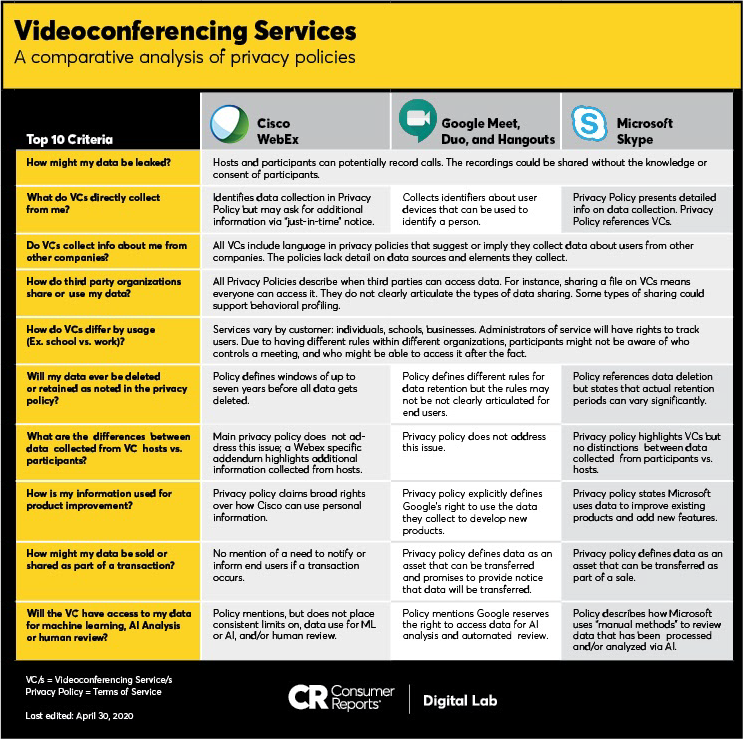 Videoconferencing Services
A comparative analysis of privacy policies
Top 10 Criteria
Cisco
WebEx
Google Meet,
Duo, and Hangouts
Microsoft
Skype
How might my data be leaked?
Hosts and participants can potentially record calls. The recordings could be shared without the knowledge or
consent of participants.
What do VCs directly collect
from me?
Identifies data collection in Privacy
Policy but may ask for additional
information via "just-in-time" notice.
Collects identifiers about user
devices that can be used to
identify a person.
Privacy Policy presents detailed
info on data collection. Privacy
Policy references VCs.
Do VCs collect info about me from
other companies?
All VCs include language in privacy policies that suggest or imply they collect data about users from other
companies. The policies lack detail on data sources and elements they collect.
How do third party organizations
share or use my data?
All Privacy Policies describe when third parties can access data. For instance, sharing a file on VCs means
everyone can access it. They do not clearly articulate the types of data sharing. Some types of sharing could
support behavioral profiling.
How do VCs differ by usage
(Ex. school vs. work)?
Services vary by customer: individuals, schools, businesses. Administrators of service will have rights to track
users. Due to having different rules within different organizations, participants might not be aware of who
controls a meeting, and who might be able to access it after the fact.
Will my data ever be deleted
or retained as noted in the privacy
policy?
Policy defines windows of up to
seven years before all data gets
deleted.
Policy defines different rules for
data retention but the rules may
not be not clearly articulated for
end users.
Policy references data deletion
but states that actual retention
periods can vary significantly.
What are the differences between
data collected from VC hosts vs.
participants?
Main privacy policy does not ad-
dress this issue; a Webex specific
addendum highlights additional
information collected from hosts.
Privacy policy does not address
this issue.
Privacy policy highlights VCs but
no distinctions between data
collected from participants vs.
hosts.
How is my information used for
product improvement?
Privacy policy claims broad rights
over how Cisco can use personal
information.
Privacy policy explicitly defines
Google's right to use the data
they collect to develop new
products.
Privacy policy states Microsoft
uses data to improve existing
products and add new features.
How might my data be sold or
shared as part of a transaction?
No mention of a need to notify or
inform end users if a transaction
occurs.
Privacy policy defines data as an
asset that can be transferred
and promises to provide notice
that data will be transferred.
Privacy policy defines data as an
asset that can be transferred as
part of a sale.
Will the VC have access to my data
for machine learning, AI Analysis
or human review?
Policy mentions, but does not place
consistent limits on, data use for ML
or AI, and/or human review.
Policy mentions Google reserves
the right to access data for AI
analysis and automated review.
Policy describes how Microsoft
uses "manual methods" to review
data that has been processed
and/or analyzed via AI.
VC/s = Videoconferencing Service/s
Privacy Policy = Terms of Service
Last edited: April 30, 2020
CR Consumer
Reports®
Digital Lab